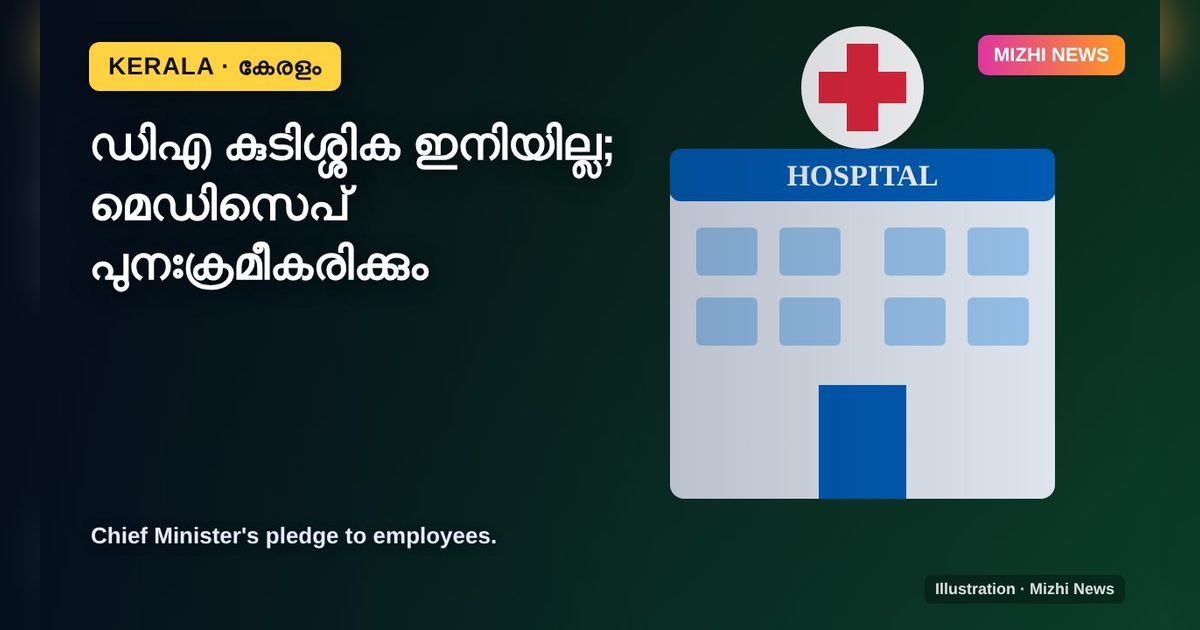 KERALA · കേരളം
MIZHI NEWS
ഡിഎ കുടിശ്ശിക ഇനിയില്ല;
മെഡിസെപ്
പുനഃക്രമീകരിക്കും
HOSPITAL
Chief Minister's pledge to employees.
Illustration · Mizhi News